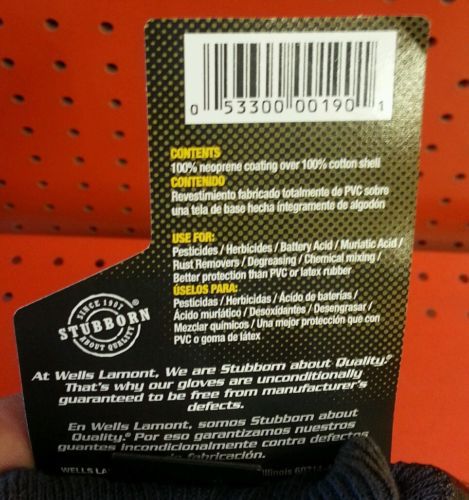 0 53300 00190 1
CONTENTS
100% neoprene coating over 100% cotton shell
CONTENIDO
Revestimiento fabricado totalmente de PVC sobre
una tela de base hecha íntegramente de algodón
USE FOR:
Pesticides / Herbicides / Battery Acid / Muriatic Acid /
Rust Removers / Degreasing / Chemical mixing /
Better protection than PVC or latex rubber
ÚSELOS PARA:
Pesticidas / Herbicidas / Ácido de baterías /
Ácido muriático / Desoxidantes / Desengrasar /
Mezclar químicos / Una mejor protección que con
PVC o goma de látex
SINCE 1907
STUBBORN®
ABOUT QUALITY
At Wells Lamont, We are Stubborn about Quality.®
That's why our gloves are unconditionally
guaranteed to be free from manufacturer's
defects.
En Wells Lamont, somos Stubborn about
Quality.® Por eso garantizamos nuestros
guantes incondicionalmente contra defectos
de fabricación.
WELLS Illinois